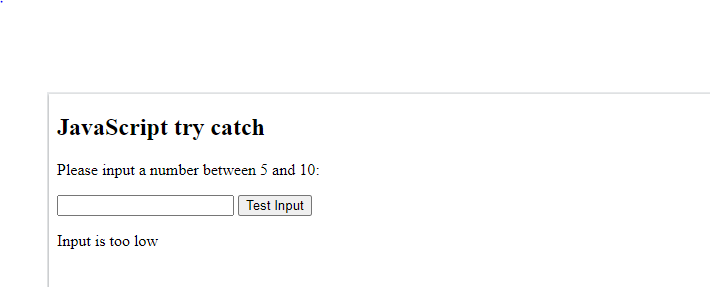 JavaScript try catch
Please input a number between 5 and 10:
Test Input
Input is too low